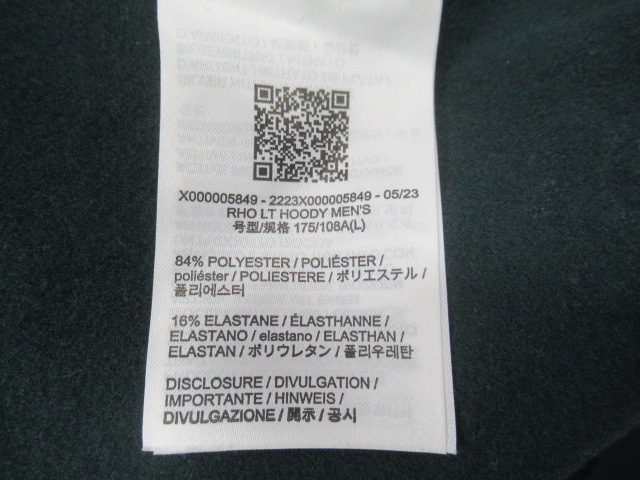 X000005849 - 2223X000005849 - 05/23
RHO LT HOODY MEN'S
号型/规格 175/108A(L)
84% POLYESTER / POLIÉSTER /
poliéster / POLIESTERE / ポリエステル /
폴리에스터
16% ELASTANE / ÉLASTHANNE /
ELASTANO / elastano / ELASTHAN /
ELASTAN / ポリウレタン / 폴리우레탄
DISCLOSURE / DIVULGATION /
IMPORTANTE / HINWEIS /
DIVULGAZIONE / 開示 / 공시